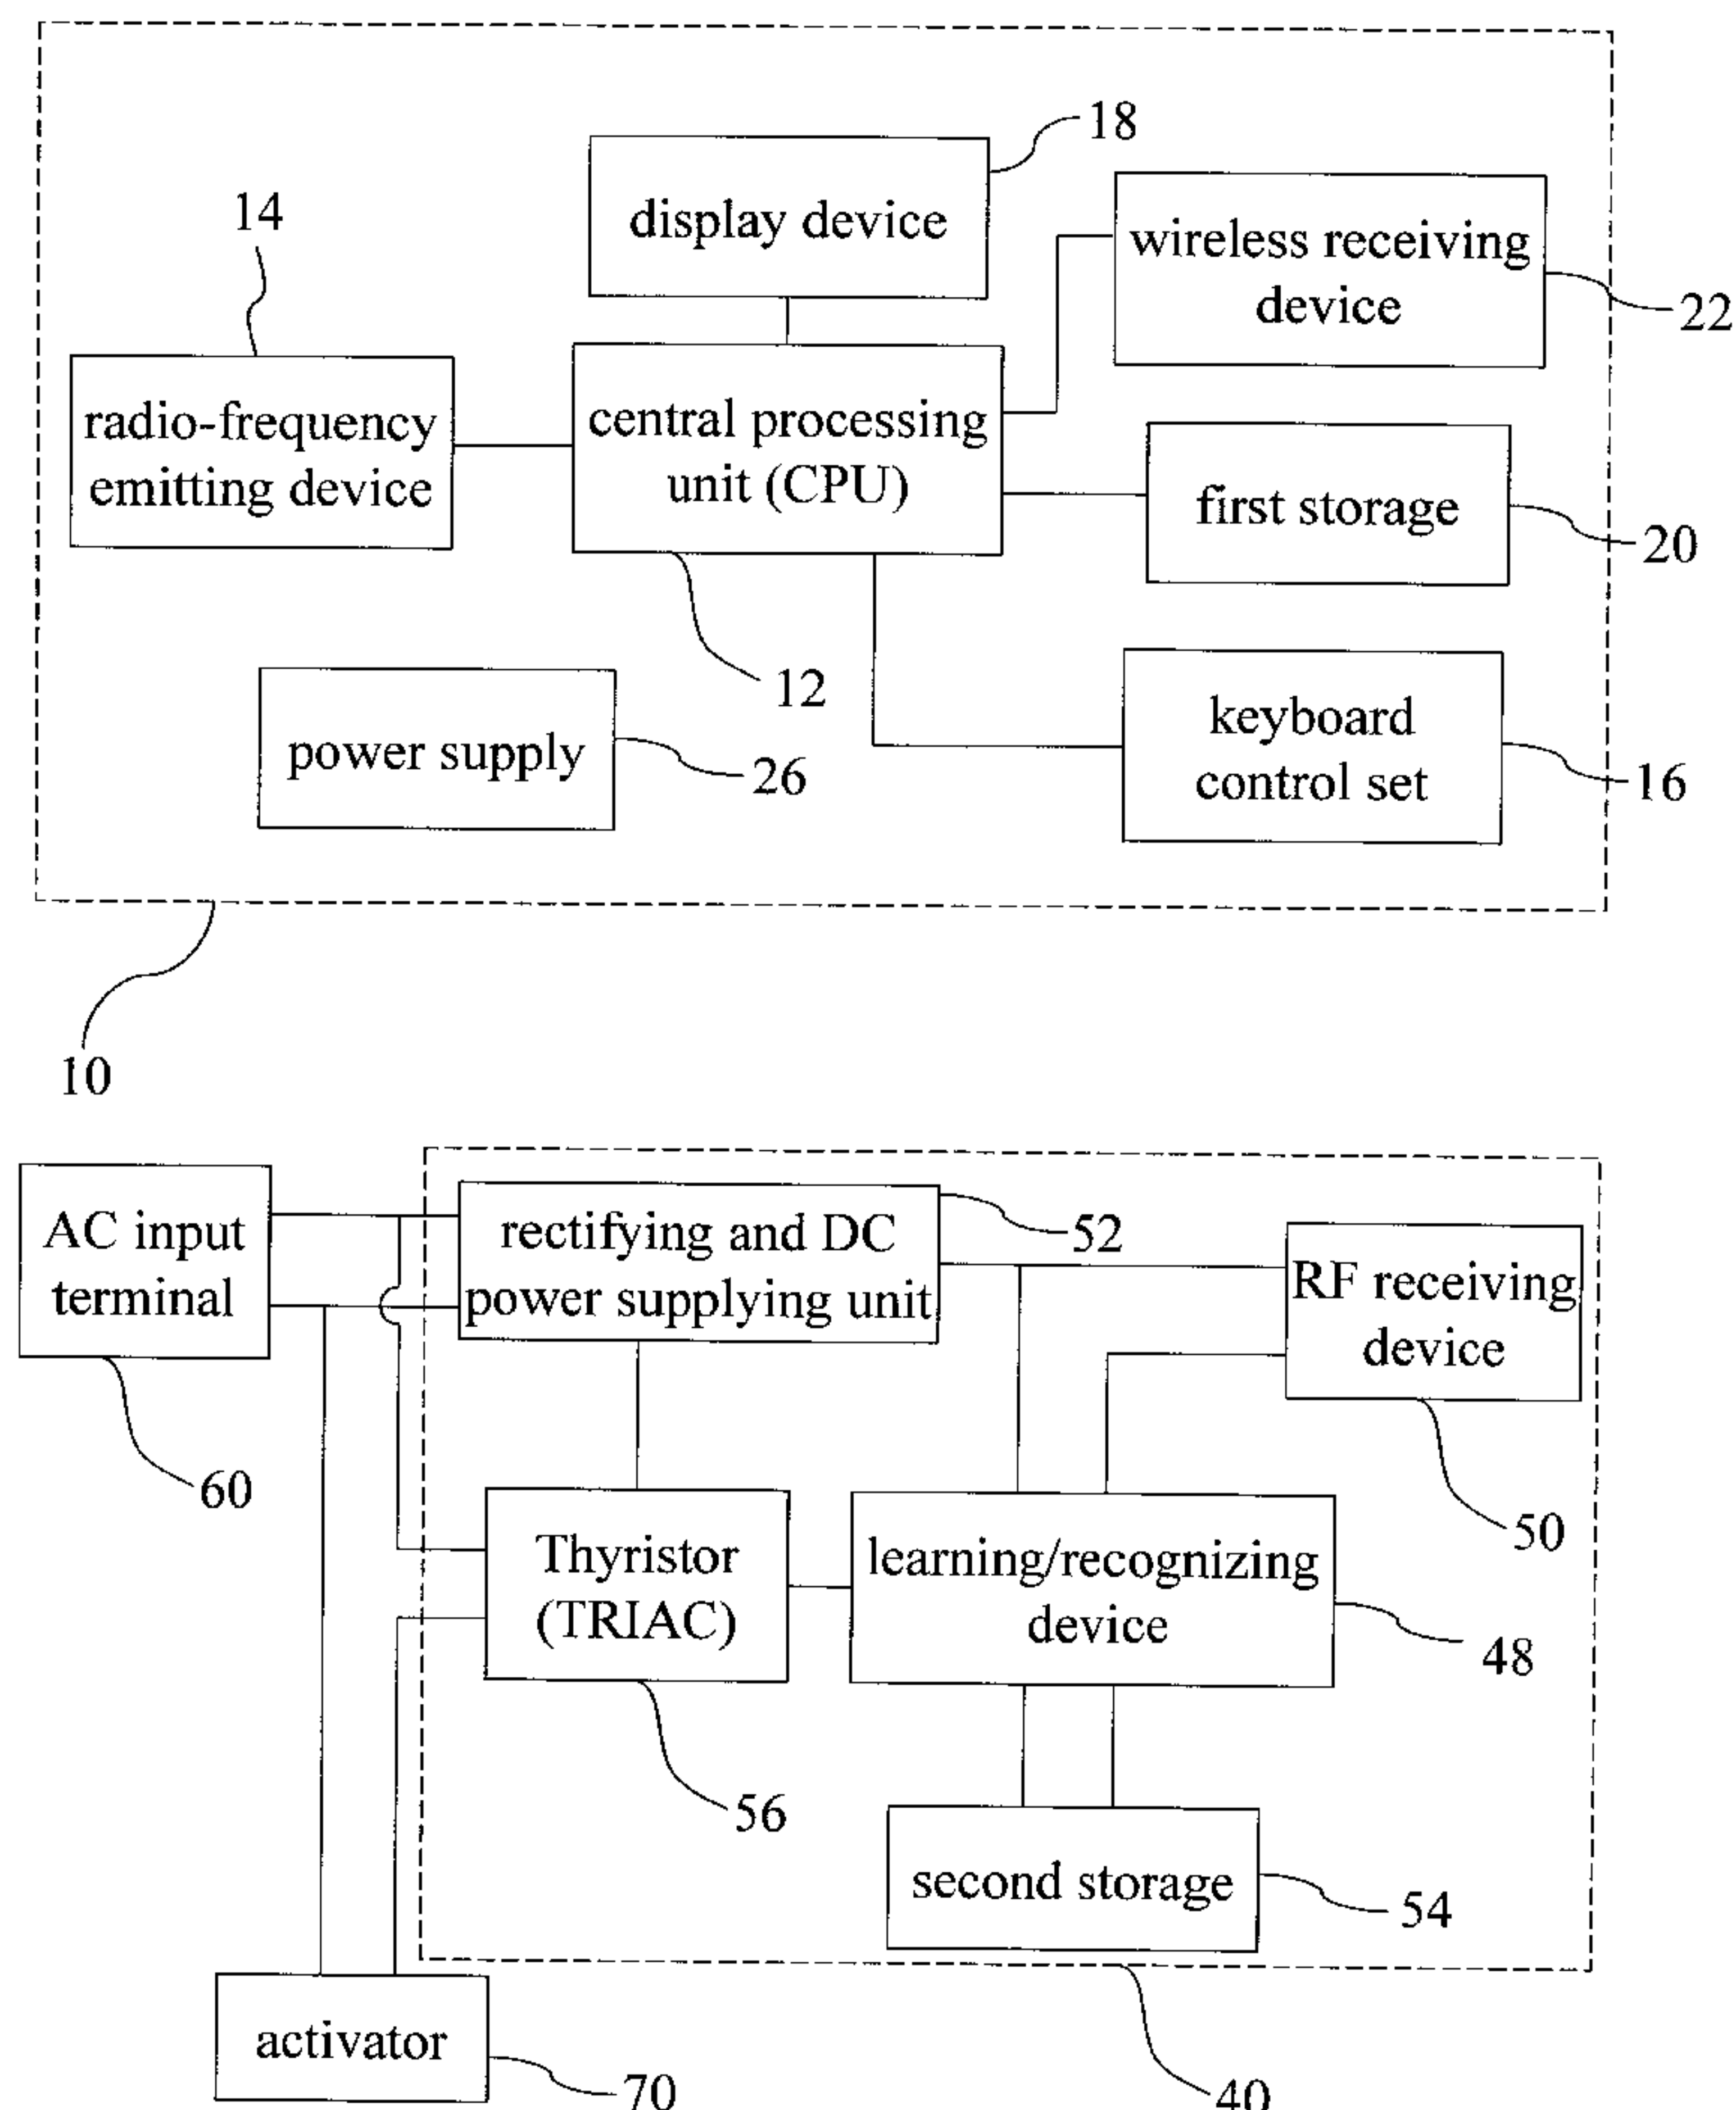 18
display device
14
wireless receiving
device
22
radio-frequency
emitting device
central processing
unit (CPU)
first storage
20
12
power supply
26
keyboard
control set
16
10
AC input
terminal
60
rectifying and DC
power supplying unit
52
RF receiving
device
50
Thyristor
(TRIAC)
56
learning/recognizing
device
48
second storage
54
activator
70
40